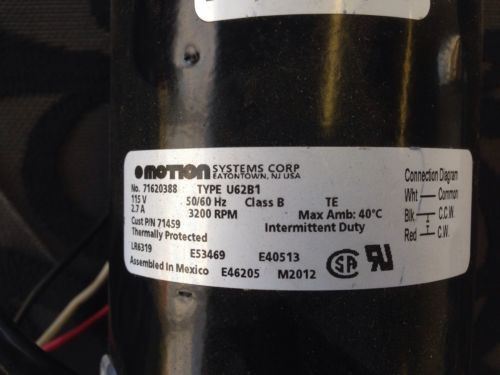 MOTION SYSTEMS CORP
EATONTOWN, NJ USA
No. 71620388 TYPE U62B1
115 V 50/60 Hz Class B TE
2.7 A 3200 RPM Max Amb: 40°C
Cust P/N 71459 Intermittent Duty
Thermally Protected
LR6319 E53469 E40513
Assembled In Mexico E46205 M2012
Connection Diagram
Wht Common
Blk C.C.W.
Red C.W.